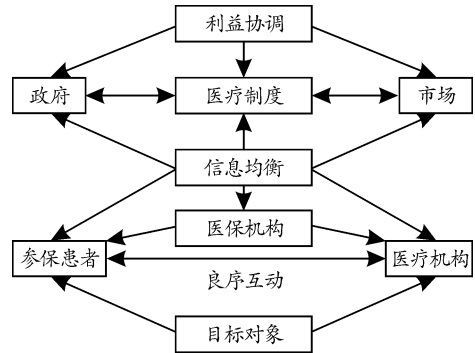 利益协调
政府
医疗制度
市场
信息均衡
医保机构
参保患者
医疗机构
良序互动
目标对象